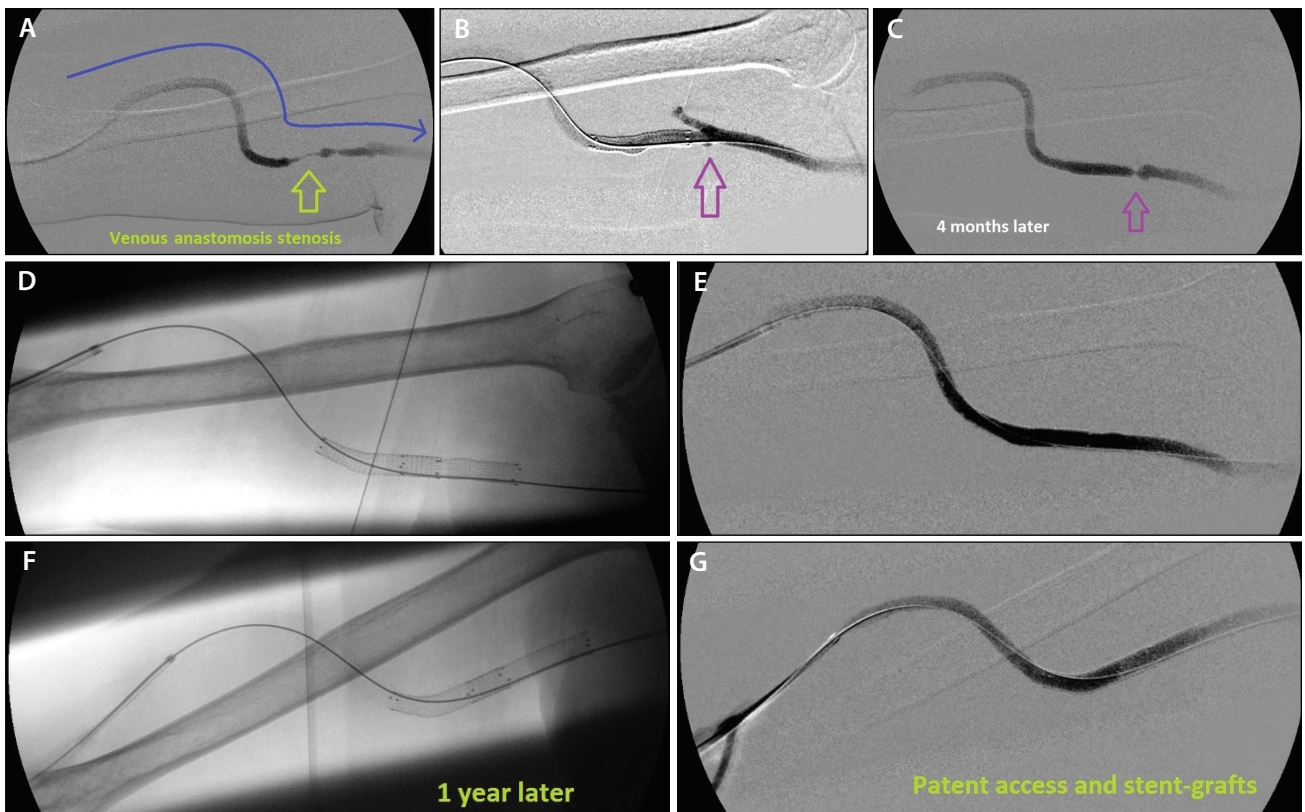 A
B
C
Venous anastomosis stenosis
4 months later
D
E
F
G
1 year later
Patent access and stent-grafts